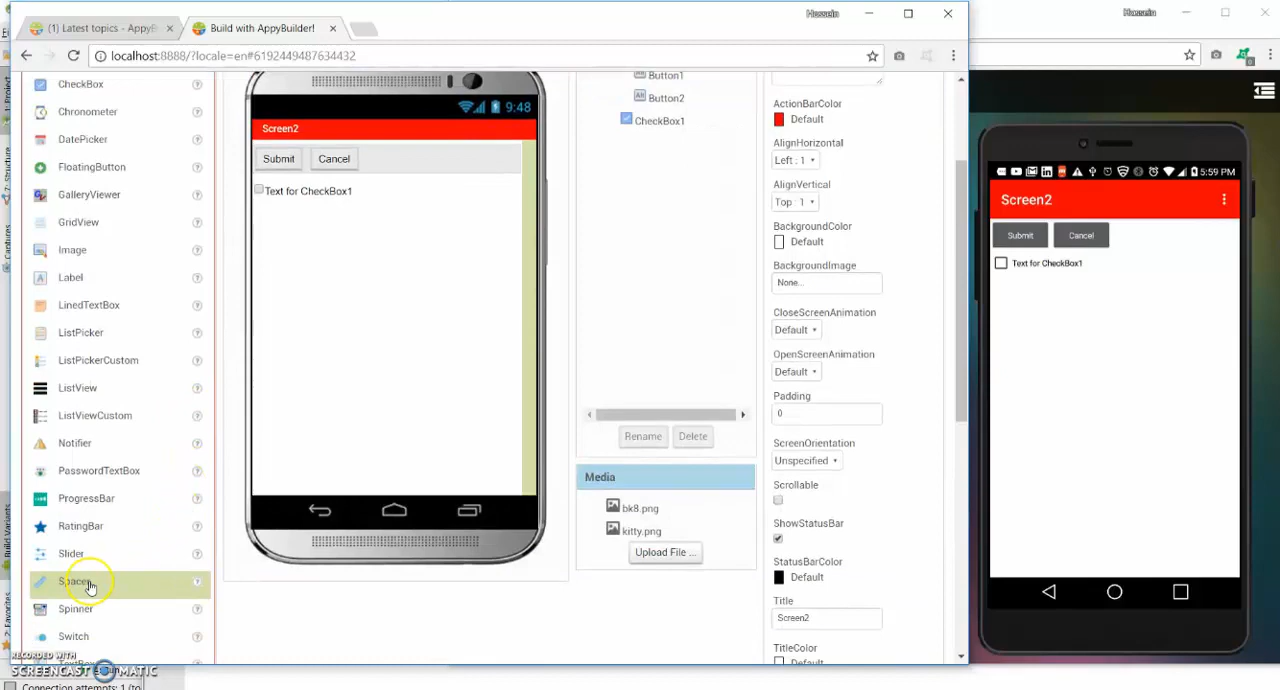 Hossein
Hossein
(1) Latest topics - AppyB
Build with AppyBuilder!
localhost:8888/?locale=en#6192449487634432
CheckBox
Chronometer
DatePicker
FloatingButton
GalleryViewer
GridView
Image
Label
LinedTextBox
ListPicker
ListPickerCustom
ListView
ListViewCustom
Notifier
PasswordTextBox
ProgressBar
RatingBar
Slider
Spacer
Spinner
Switch
RECORDED WITH
SCREENCAST MATIC
Connection attempts: 1 (to
9:48
Screen2
Submit
Cancel
Text for CheckBox1
Button1
Button2
CheckBox1
Rename
Delete
Media
bk8.png
kitty.png
Upload File ...
ActionBarColor
Default
AlignHorizontal
Left : 1
AlignVertical
Top : 1
BackgroundColor
Default
BackgroundImage
None...
CloseScreenAnimation
Default
OpenScreenAnimation
Default
Padding
0
ScreenOrientation
Unspecified
Scrollable
ShowStatusBar
StatusBarColor
Default
Title
Screen2
TitleColor
Default
5:59 PM
Screen2
Submit
Cancel
Text for CheckBox1